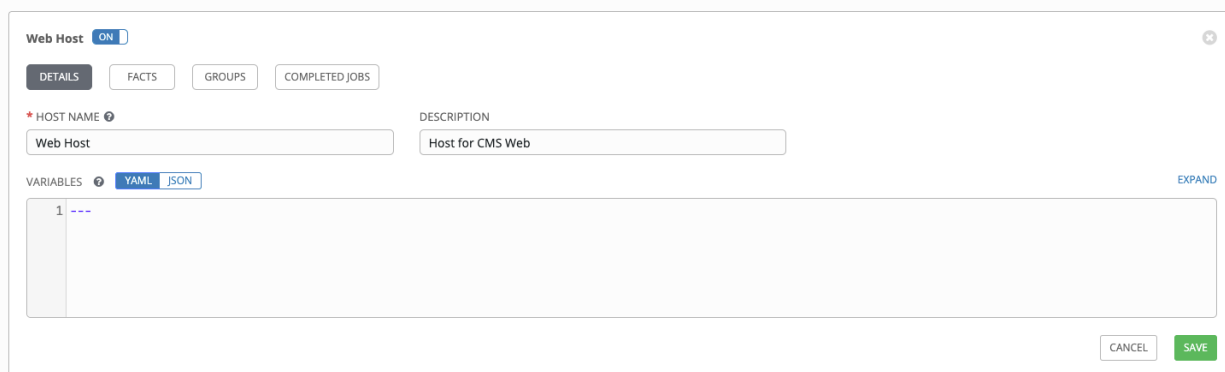 Web Host ON
DETAILS FACTS GROUPS COMPLETED JOBS
* HOST NAME ? DESCRIPTION
Web Host Host for CMS Web
VARIABLES ? YAML JSON EXPAND
1 ---
CANCEL SAVE